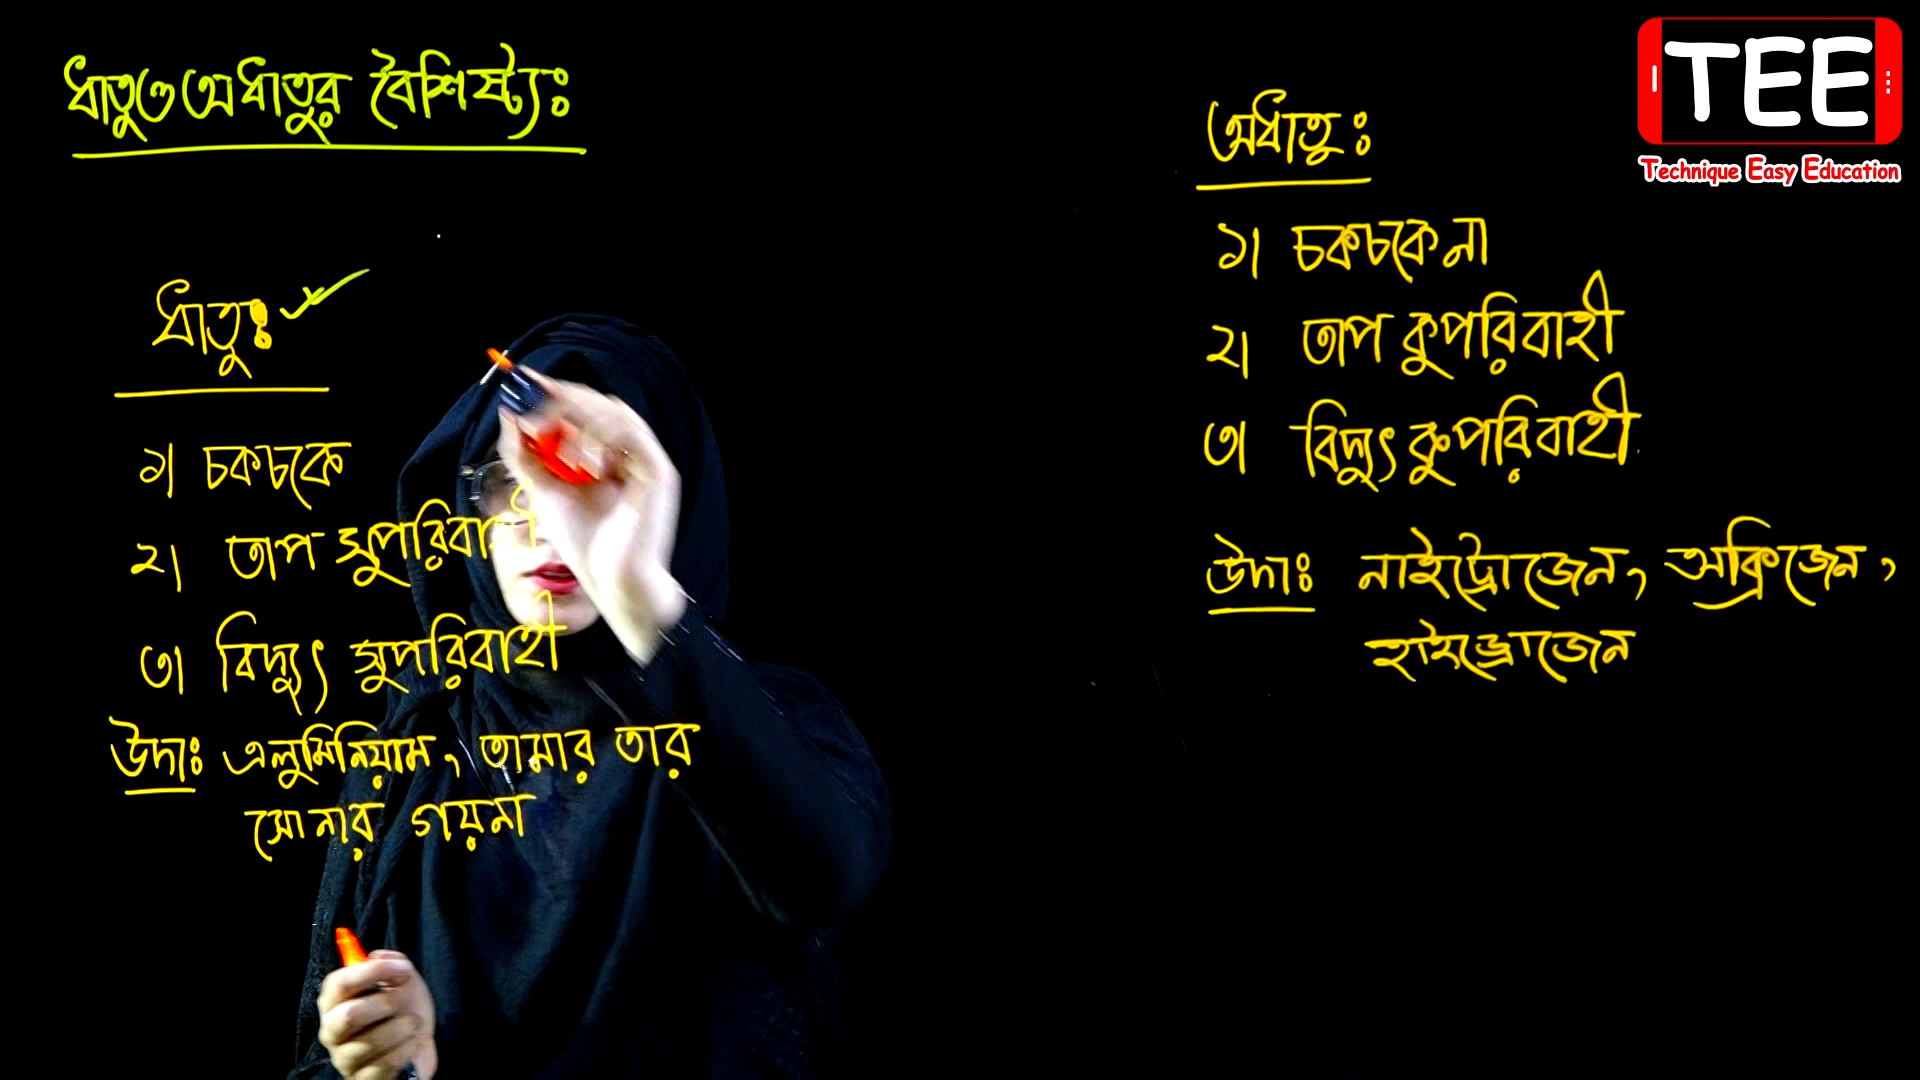 ধাতু ও অধাতুর বৈশিষ্ট্যঃ
ধাতুঃ
১। চকচকে
২। তাপ সুপরিবাহী
৩। বিদ্যুৎ সুপরিবাহী
উদাঃ এলুমিনিয়াম, তামার তার
সোনার গয়না
অধাতুঃ
১। চকচকে না
২। তাপ কুপরিবাহী
৩। বিদ্যুৎ কুপরিবাহী
উদাঃ নাইট্রোজেন, অক্সিজেন,
হাইড্রোজেন
TEE
Technique Easy Education